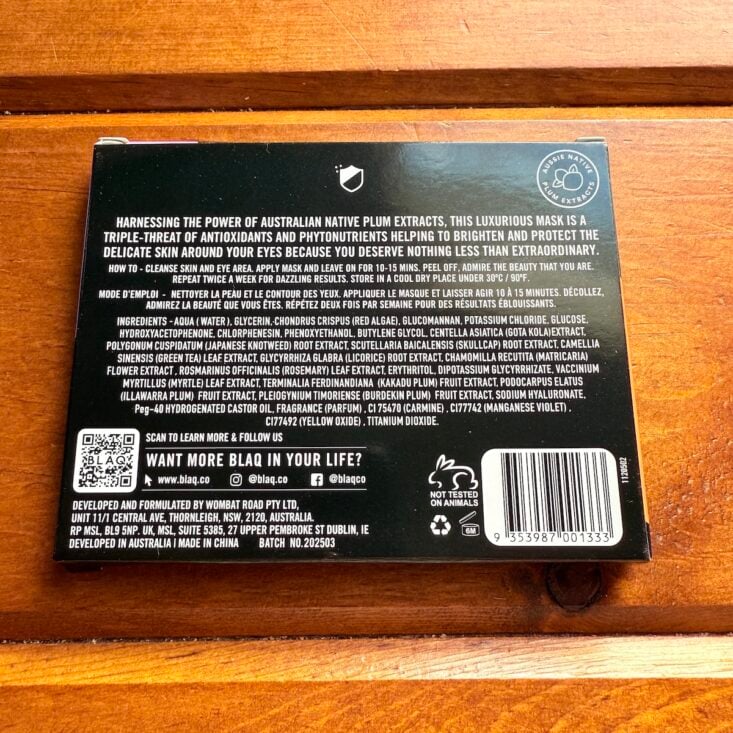 AUSSIE NATIVE
PLUM EXTRACTS
HARNESSING THE POWER OF AUSTRALIAN NATIVE PLUM EXTRACTS, THIS LUXURIOUS MASK IS A
TRIPLE-THREAT OF ANTIOXIDANTS AND PHYTONUTRIENTS HELPING TO BRIGHTEN AND PROTECT THE
DELICATE SKIN AROUND YOUR EYES BECAUSE YOU DESERVE NOTHING LESS THAN EXTRAORDINARY.
HOW TO - CLEANSE SKIN AND EYE AREA. APPLY MASK AND LEAVE ON FOR 10-15 MINS. PEEL OFF, ADMIRE THE BEAUTY THAT YOU ARE.
REPEAT TWICE A WEEK FOR DAZZLING RESULTS. STORE IN A COOL DRY PLACE UNDER 30°C / 90°F.
MODE D'EMPLOI - NETTOYER LA PEAU ET LE CONTOUR DES YEUX. APPLIQUER LE MASQUE ET LAISSER AGIR 10 À 15 MINUTES. DÉCOLLEZ,
ADMIREZ LA BEAUTÉ QUE VOUS ÊTES. RÉPÉTEZ DEUX FOIS PAR SEMAINE POUR DES RÉSULTATS ÉBLOUISSANTS.
INGREDIENTS - AQUA ( WATER ), GLYCERIN-CHONDRUS CRISPUS (RED ALGAE), GLUCOMANNAN, POTASSIUM CHLORIDE, GLUCOSE,
HYDROXYACETOPHENONE, CHLORPHENESIN, PHENOXYETHANOL, BUTYLENE GLYCOL, CENTELLA ASIATICA (GOTA KOLA)EXTRACT,
POLYGONUM CUSPIDATUM (JAPANESE KNOTWEED) ROOT EXTRACT, SCUTELLARIA BAICALENSIS (SKULLCAP) ROOT EXTRACT, CAMELLIA
SINENSIS (GREEN TEA) LEAF EXTRACT, GLYCYRRHIZA GLABRA (LICORICE) ROOT EXTRACT, CHAMOMILLA RECUTITA (MATRICARIA)
FLOWER EXTRACT , ROSMARINUS OFFICINALIS (ROSEMARY) LEAF EXTRACT, ERYTHRITOL, DIPOTASSIUM GLYCYRRHIZATE, VACCINIUM
MYRTILLUS (MYRTLE) LEAF EXTRACT, TERMINALIA FERDINANDIANA (KAKADU PLUM) FRUIT EXTRACT, PODOCARPUS ELATUS
(ILLAWARRA PLUM) FRUIT EXTRACT, PLEIOGYNIUM TIMORIENSE (BURDEKIN PLUM) FRUIT EXTRACT, SODIUM HYALURONATE,
Peg-40 HYDROGENATED CASTOR OIL, FRAGRANCE (PARFUM) , CI 75470 (CARMINE) , CI77742 (MANGANESE VIOLET) ,
CI77492 (YELLOW OXIDE) , TITANIUM DIOXIDE.
BLAQ
SCAN TO LEARN MORE & FOLLOW US
WANT MORE BLAQ IN YOUR LIFE?
www.blaq.co @blaq.co @blaqco
DEVELOPED AND FORMULATED BY WOMBAT ROAD PTY LTD,
UNIT 11/1 CENTRAL AVE, THORNLEIGH, NSW, 2120, AUSTRALIA.
RP MSL, BL9 5NP. UK, MSL, SUITE 5385, 27 UPPER PEMBROKE ST DUBLIN, IE
DEVELOPED IN AUSTRALIA | MADE IN CHINA BATCH NO.202503
NOT TESTED
ON ANIMALS
6M
9 353987 001333
1120502